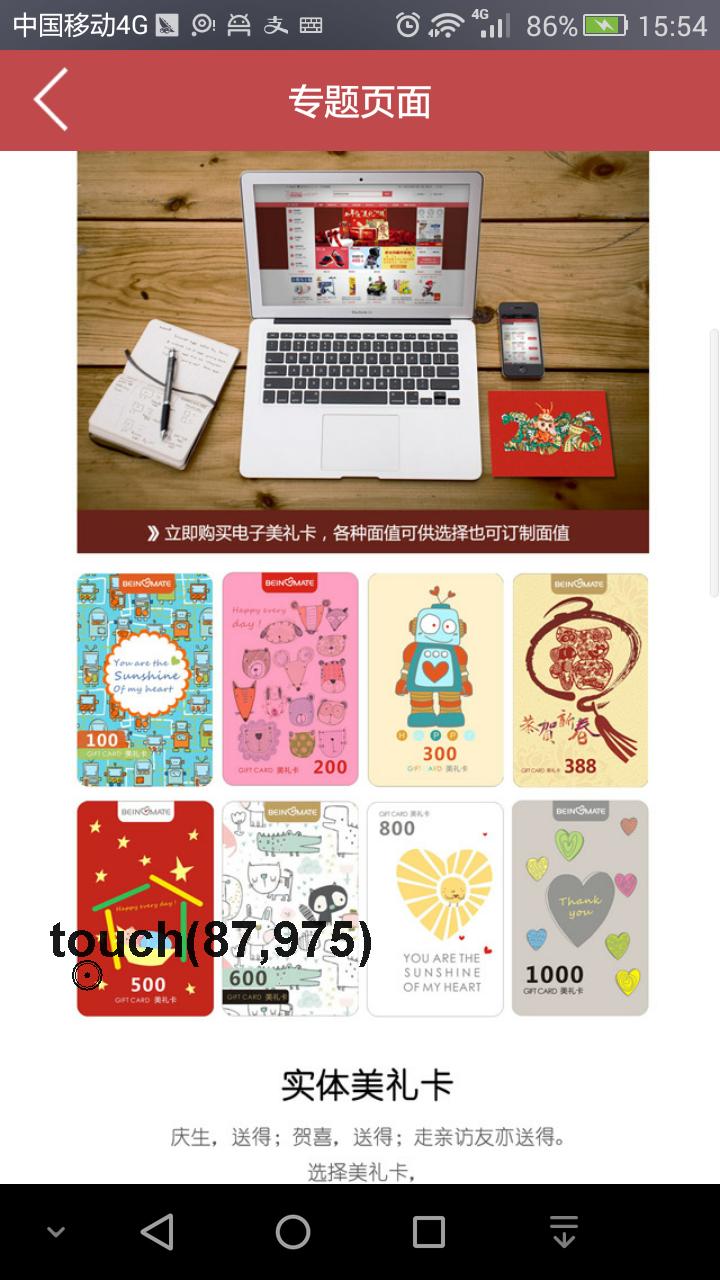 中国移动4G
4G 86% 15:54
专题页面
立即购买电子美礼卡，各种面值可供选择也可订制面值
BEINGMATE
You are the
Sunshine
Of my heart
100
GIFT CARD 美礼卡
BEINGMATE
Happy every
day !
GIFT CARD 美礼卡 200
HAPPY
300
GIFT CARD 美礼卡
BEINGMATE
恭贺新春
GIFT CARD 美礼卡 388
BEINGMATE
Happy every day !
500
GIFT CARD 美礼卡
BEINGMATE
600
GIFT CARD 美礼卡
GIFT CARD 美礼卡
800
YOU ARE THE
SUNSHINE
OF MY HEART
BEINGMATE
Thank
you
1000
GIFT CARD 美礼卡
touch(87,975)
实体美礼卡
庆生，送得；贺喜，送得；走亲访友亦送得。
选择美礼卡，